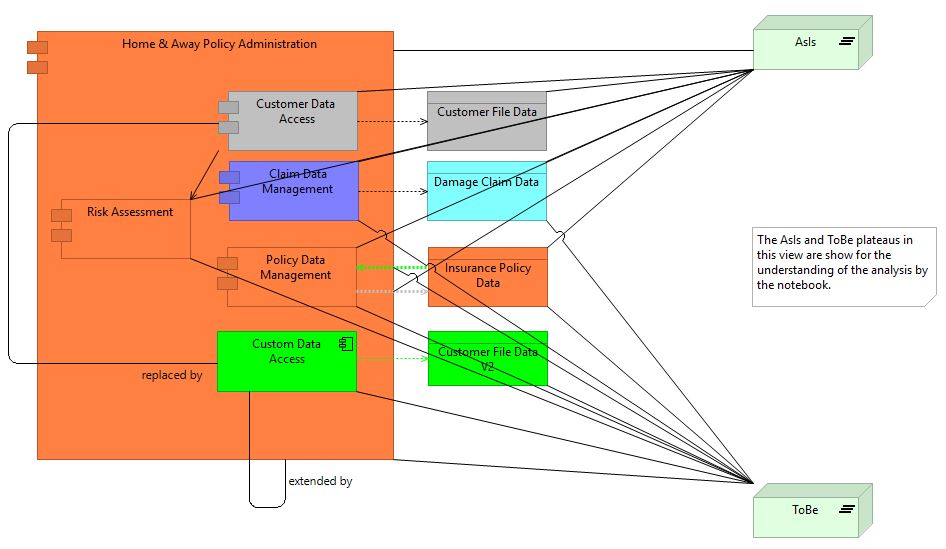 Home & Away Policy Administration
AsIs
Customer Data
Access
Customer File Data
Claim Data
Management
Damage Claim Data
Risk Assessment
The AsIs and ToBe plateaus in
this view are show for the
understanding of the analysis by
the notebook.
Policy Data
Management
Insurance Policy
Data
Custom Data
Access
Customer File Data
V2
replaced by
extended by
ToBe